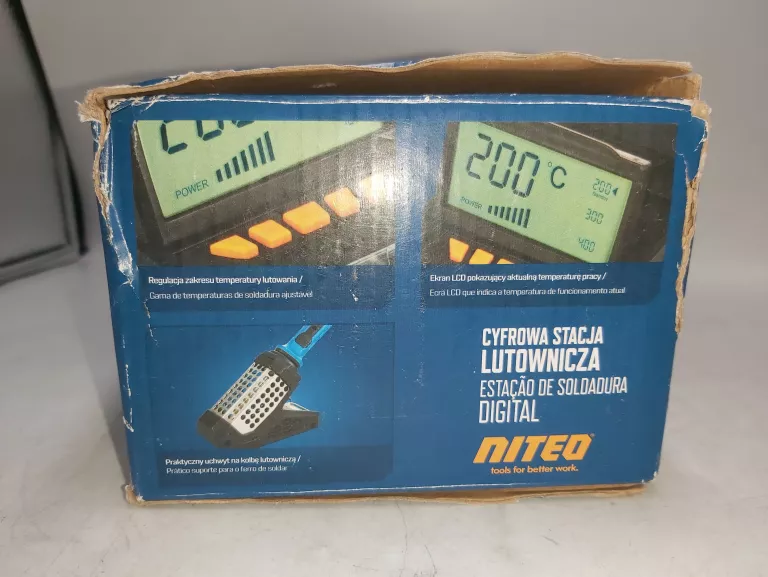 POWER
Regulacja zakresu temperatury lutowania /
Gama de temperaturas de soldadura ajustável
200 °C
200
300
400
POWER
Ekran LCD pokazujący aktualną temperaturę pracy /
Ecrã LCD que indica a temperatura de funcionamento atual
Praktyczny uchwyt na kolbę lutowniczą /
Prático suporte para o ferro de soldar
CYFROWA STACJA
LUTOWNICZA
ESTAÇÃO DE SOLDADURA
DIGITAL
NITEO
tools for better work.